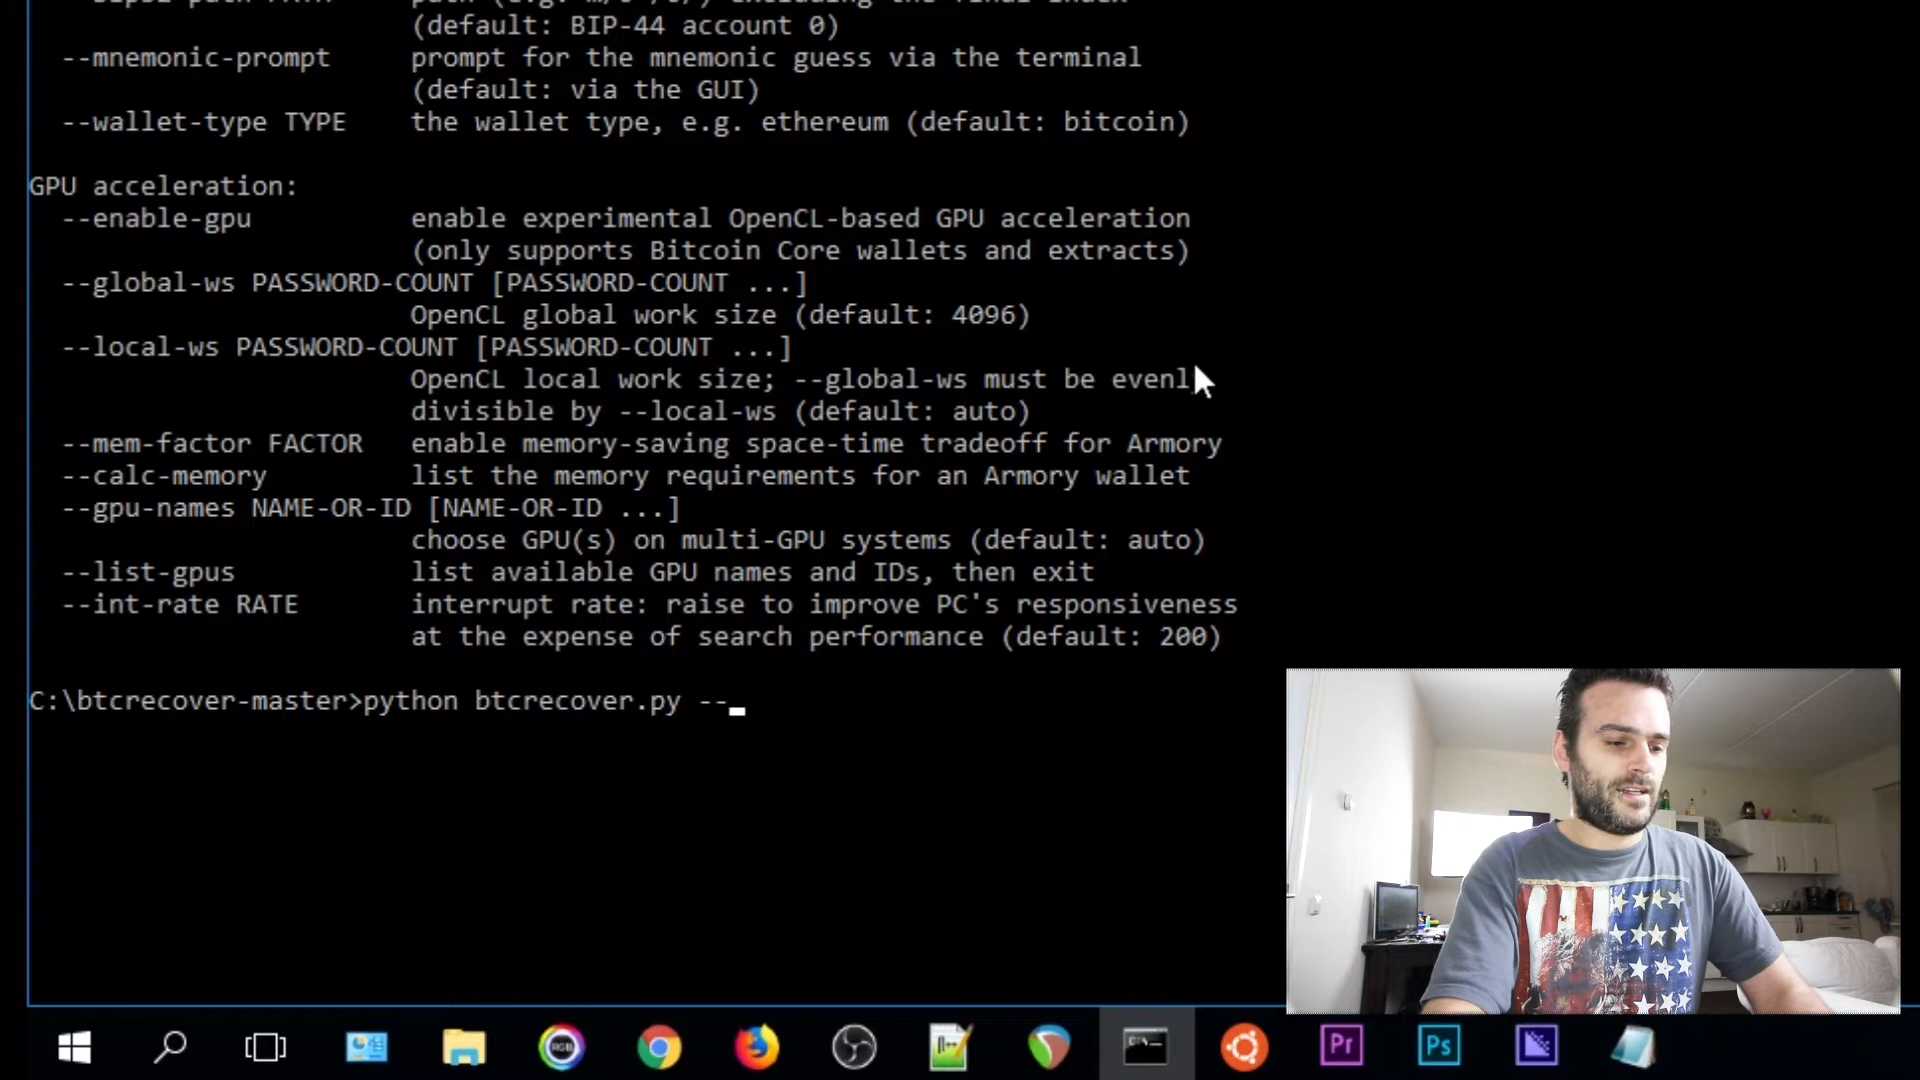 (default: BIP-44 account 0)
--mnemonic-prompt prompt for the mnemonic guess via the terminal
(default: via the GUI)
--wallet-type TYPE the wallet type, e.g. ethereum (default: bitcoin)
GPU acceleration:
--enable-gpu enable experimental OpenCL-based GPU acceleration
(only supports Bitcoin Core wallets and extracts)
--global-ws PASSWORD-COUNT [PASSWORD-COUNT ...]
OpenCL global work size (default: 4096)
--local-ws PASSWORD-COUNT [PASSWORD-COUNT ...]
OpenCL local work size; --global-ws must be evenl
divisible by --local-ws (default: auto)
--mem-factor FACTOR enable memory-saving space-time tradeoff for Armory
--calc-memory list the memory requirements for an Armory wallet
--gpu-names NAME-OR-ID [NAME-OR-ID ...]
choose GPU(s) on multi-GPU systems (default: auto)
--list-gpus list available GPU names and IDs, then exit
--int-rate RATE interrupt rate: raise to improve PC's responsiveness
at the expense of search performance (default: 200)
C:\btcrecover-master>python btcrecover.py --_
RGB
Pr
Ps